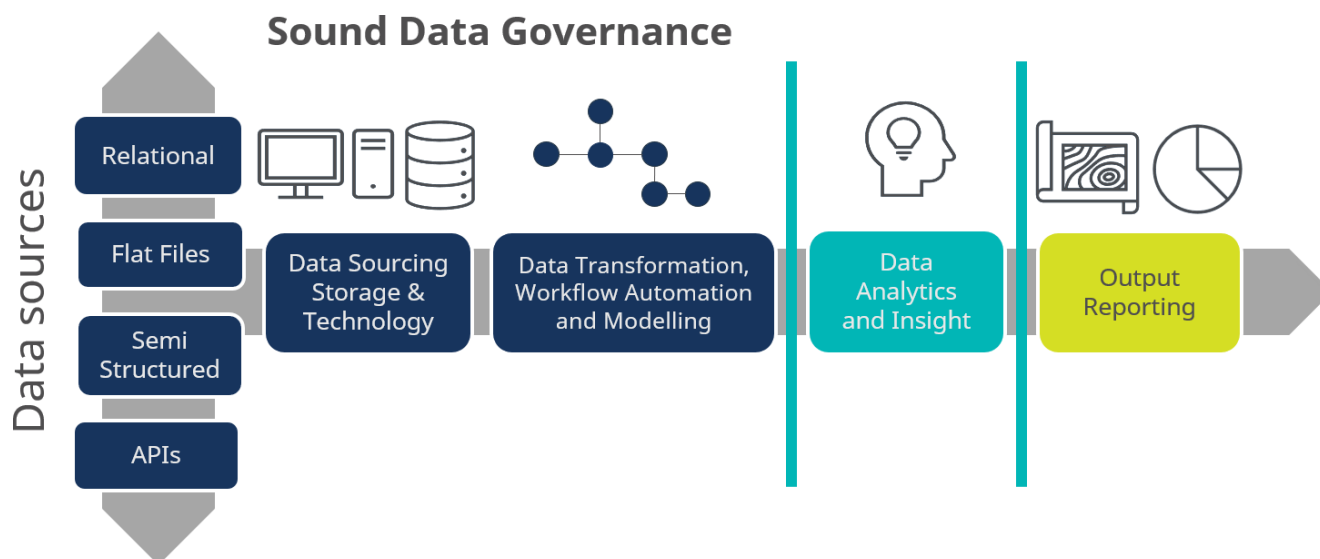 Sound Data Governance
Data sources
Relational
Flat Files
Semi
Structured
APIs
Data Sourcing
Storage &
Technology
Data Transformation,
Workflow Automation
and Modelling
Data
Analytics
and Insight
Output
Reporting